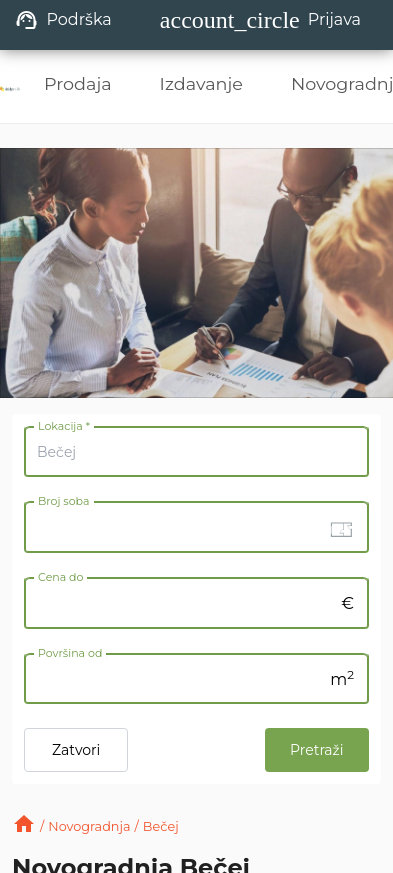 Podrška account_circle Prijava
Prodaja Izdavanje Novogradnj
Lokacija *
Bečej
Broj soba
Cena do
€
Površina od
m²
Zatvori Pretraži
/ Novogradnja / Bečej
Novogradnja Bečej